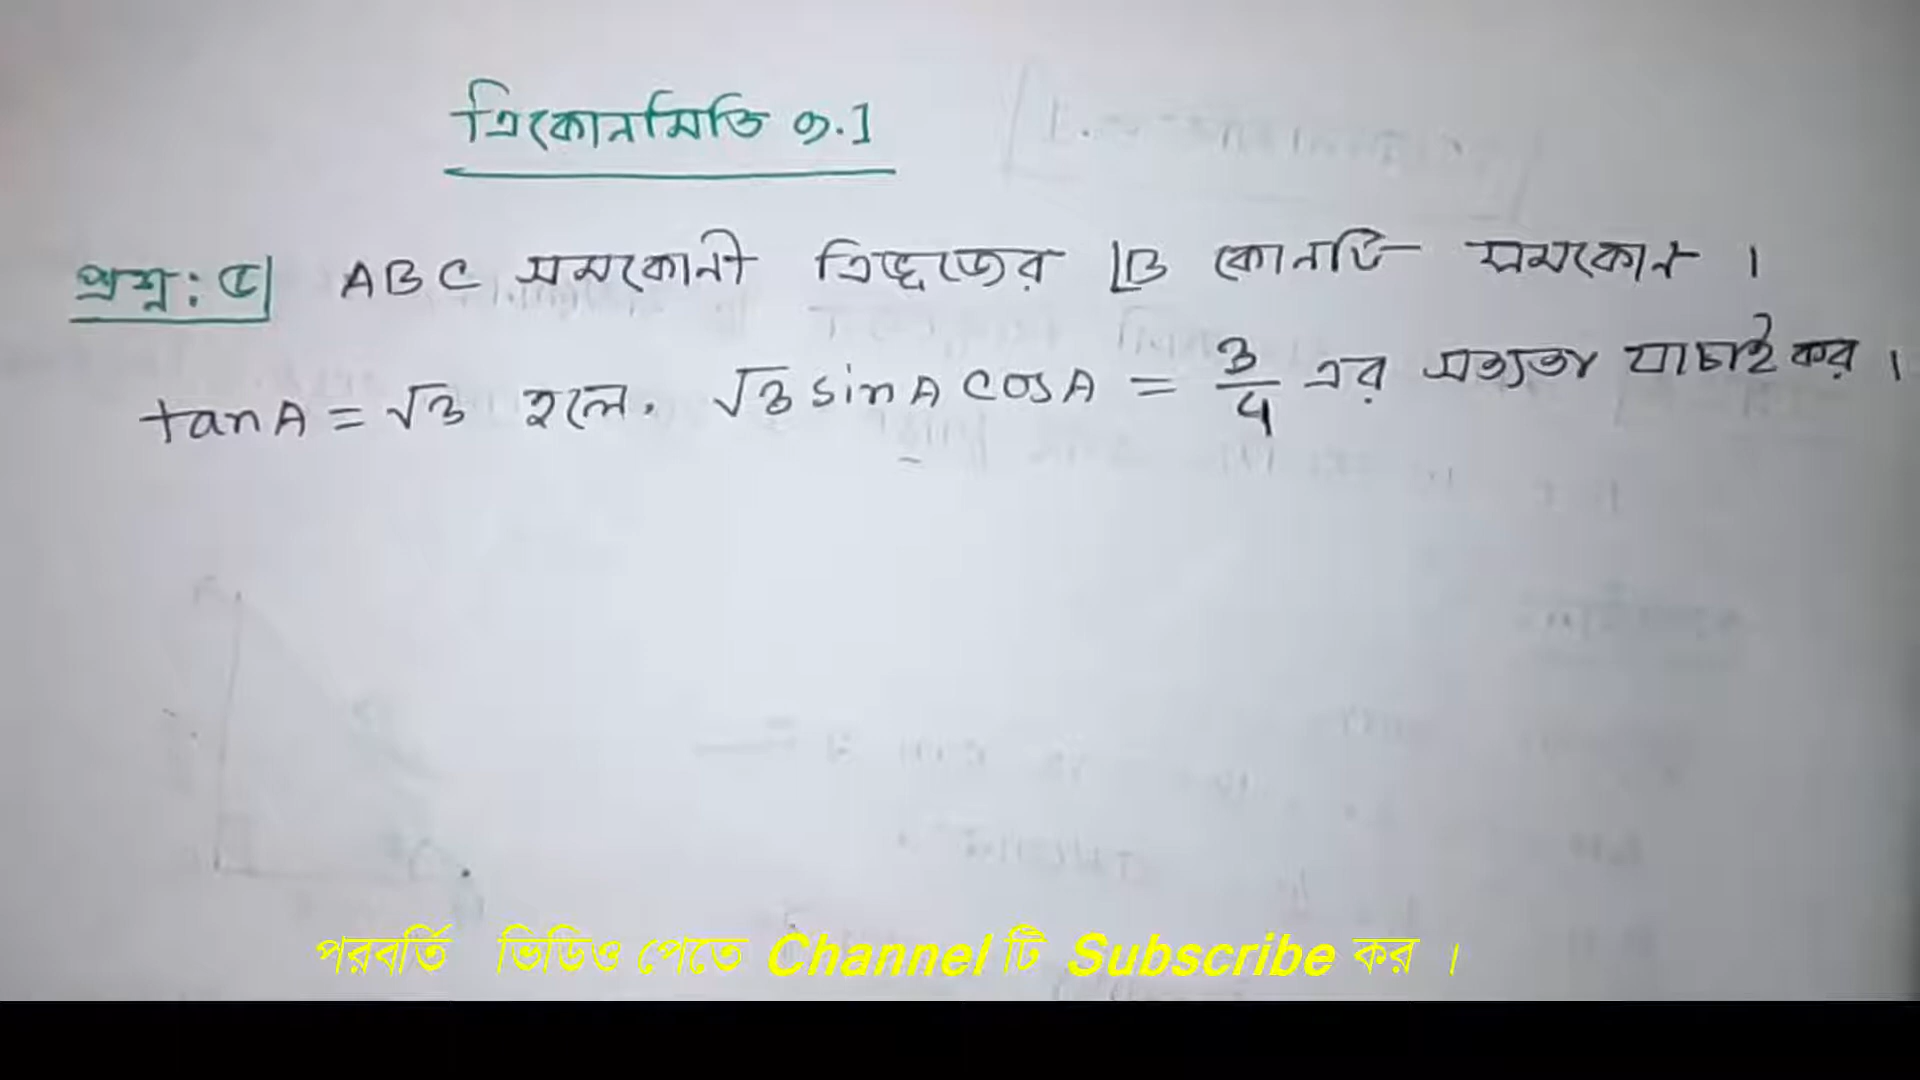 ত্রিকোনমিতি ৯.1
প্রশ্ন: ৫| ABC সমকোনী ত্রিভুজের ∠B কোনটি সমকোন ।
tanA = √3 হলে, √3 sinA cosA = 3/4 এর সত্যতা যাচাই কর ।
পরবর্তি ভিডিও পেতে Channel টি Subscribe কর ।